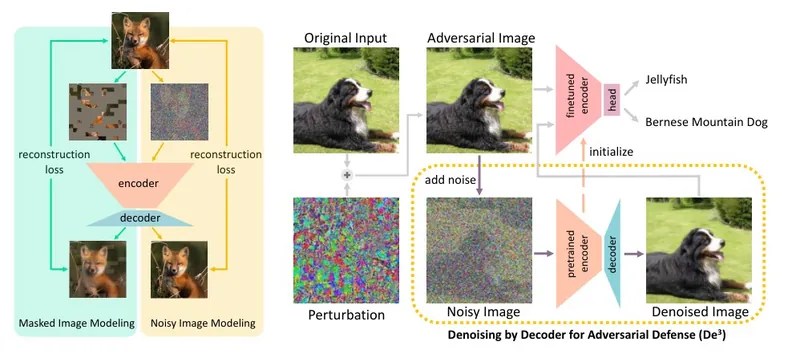 reconstruction
loss
reconstruction
loss
encoder
decoder
Masked Image Modeling
Noisy Image Modeling
Original Input
Adversarial Image
finetuned
encoder
head
Jellyfish
Bernese Mountain Dog
add noise
initialize
pretrained
encoder
decoder
Perturbation
Noisy Image
Denoised Image
Denoising by Decoder for Adversarial Defense (De³)